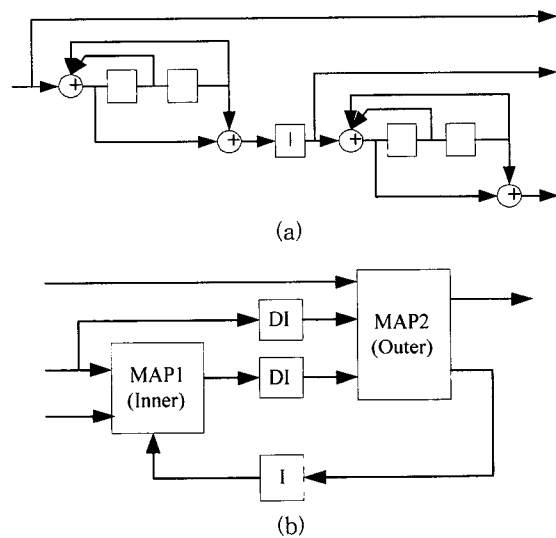 +
+
I
+
+
(a)
DI
MAP2
(Outer)
MAP1
(Inner)
DI
I
(b)